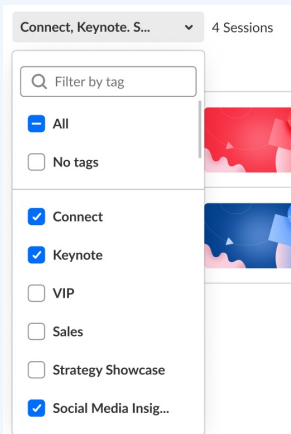 Connect, Keynote. S... 4 Sessions
Filter by tag
All
No tags
Connect
Keynote
VIP
Sales
Strategy Showcase
Social Media Insig...